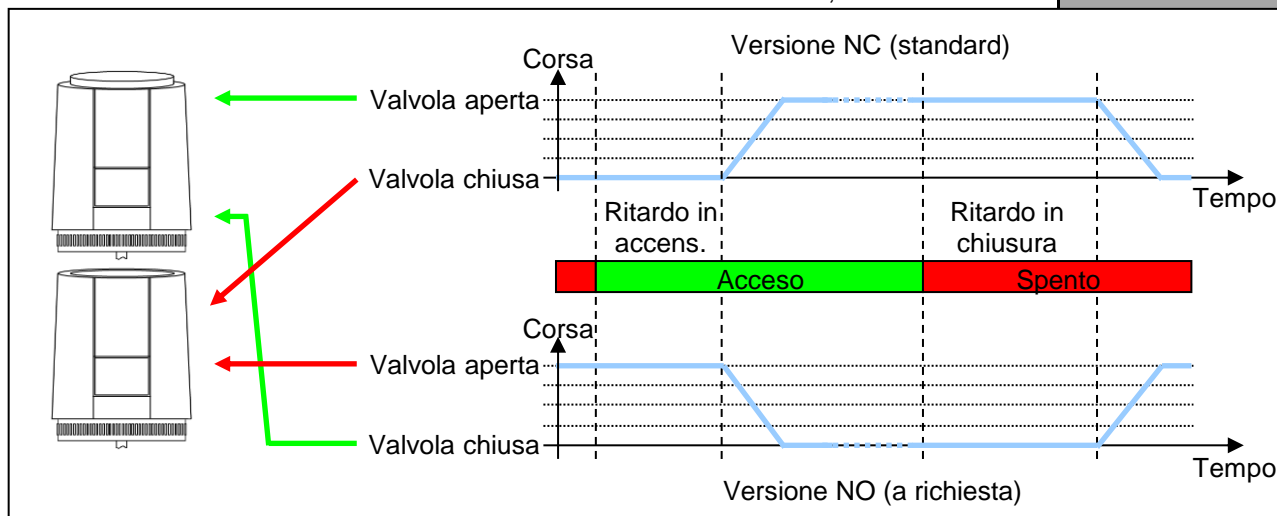 Versione NC (standard)
Corsa
Valvola aperta
Valvola chiusa
Tempo
Ritardo in
accens.
Ritardo in
chiusura
Acceso
Spento
Corsa
Valvola aperta
Valvola chiusa
Tempo
Versione NO (a richiesta)